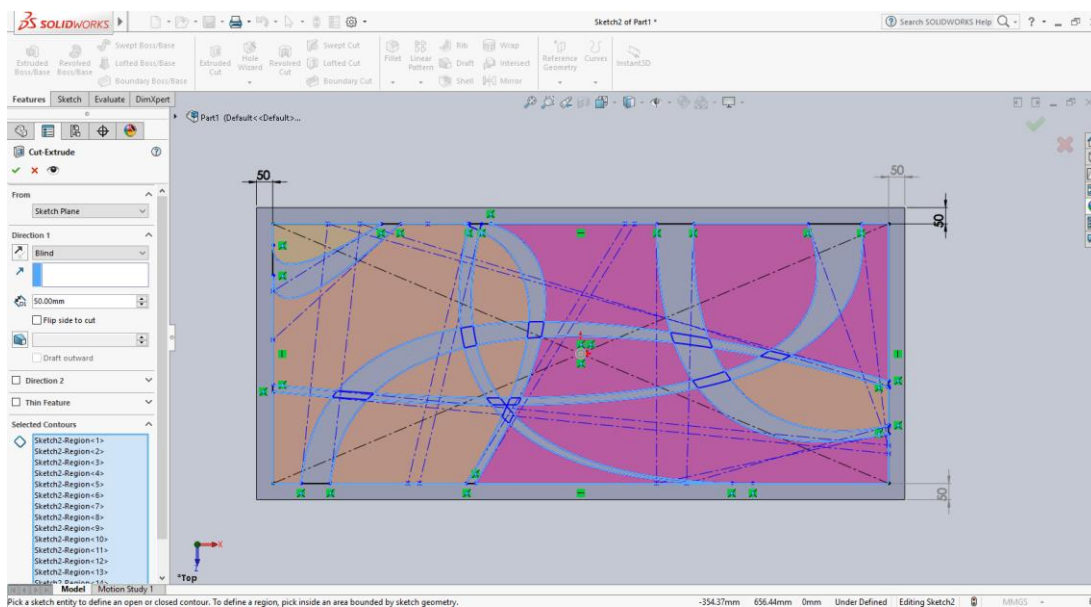 SOLIDWORKS
Sketch2 of Part1 *
Search SOLIDWORKS Help
Extruded Boss/Base
Revolved Boss/Base
Swept Boss/Base
Lofted Boss/Base
Boundary Boss/Base
Extruded Cut
Hole Wizard
Revolved Cut
Swept Cut
Lofted Cut
Boundary Cut
Fillet
Linear Pattern
Rib
Draft
Shell
Wrap
Intersect
Mirror
Reference Geometry
Curves
Instant3D
Features Sketch Evaluate DimXpert
Part1 (Default<<Default>...
Cut-Extrude
From
Sketch Plane
Direction 1
Blind
50.00mm
Flip side to cut
Draft outward
Direction 2
Thin Feature
Selected Contours
Sketch2-Region<1>
Sketch2-Region<2>
Sketch2-Region<3>
Sketch2-Region<4>
Sketch2-Region<5>
Sketch2-Region<6>
Sketch2-Region<7>
Sketch2-Region<8>
Sketch2-Region<9>
Sketch2-Region<10>
Sketch2-Region<11>
Sketch2-Region<12>
Sketch2-Region<13>
50
50
50
50
X
*Top
Model Motion Study 1
Pick a sketch entity to define an open or closed contour. To define a region, pick inside an area bounded by sketch geometry.
-354.37mm 656.44mm 0mm Under Defined Editing Sketch2 MMGS